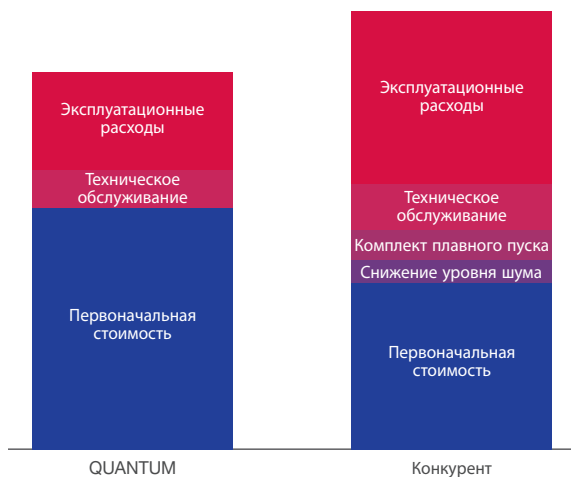 Эксплуатационные
расходы
Техническое
обслуживание
Первоначальная
стоимость
QUANTUM
Эксплуатационные
расходы
Техническое
обслуживание
Комплект плавного пуска
Снижение уровня шума
Первоначальная
стоимость
Конкурент